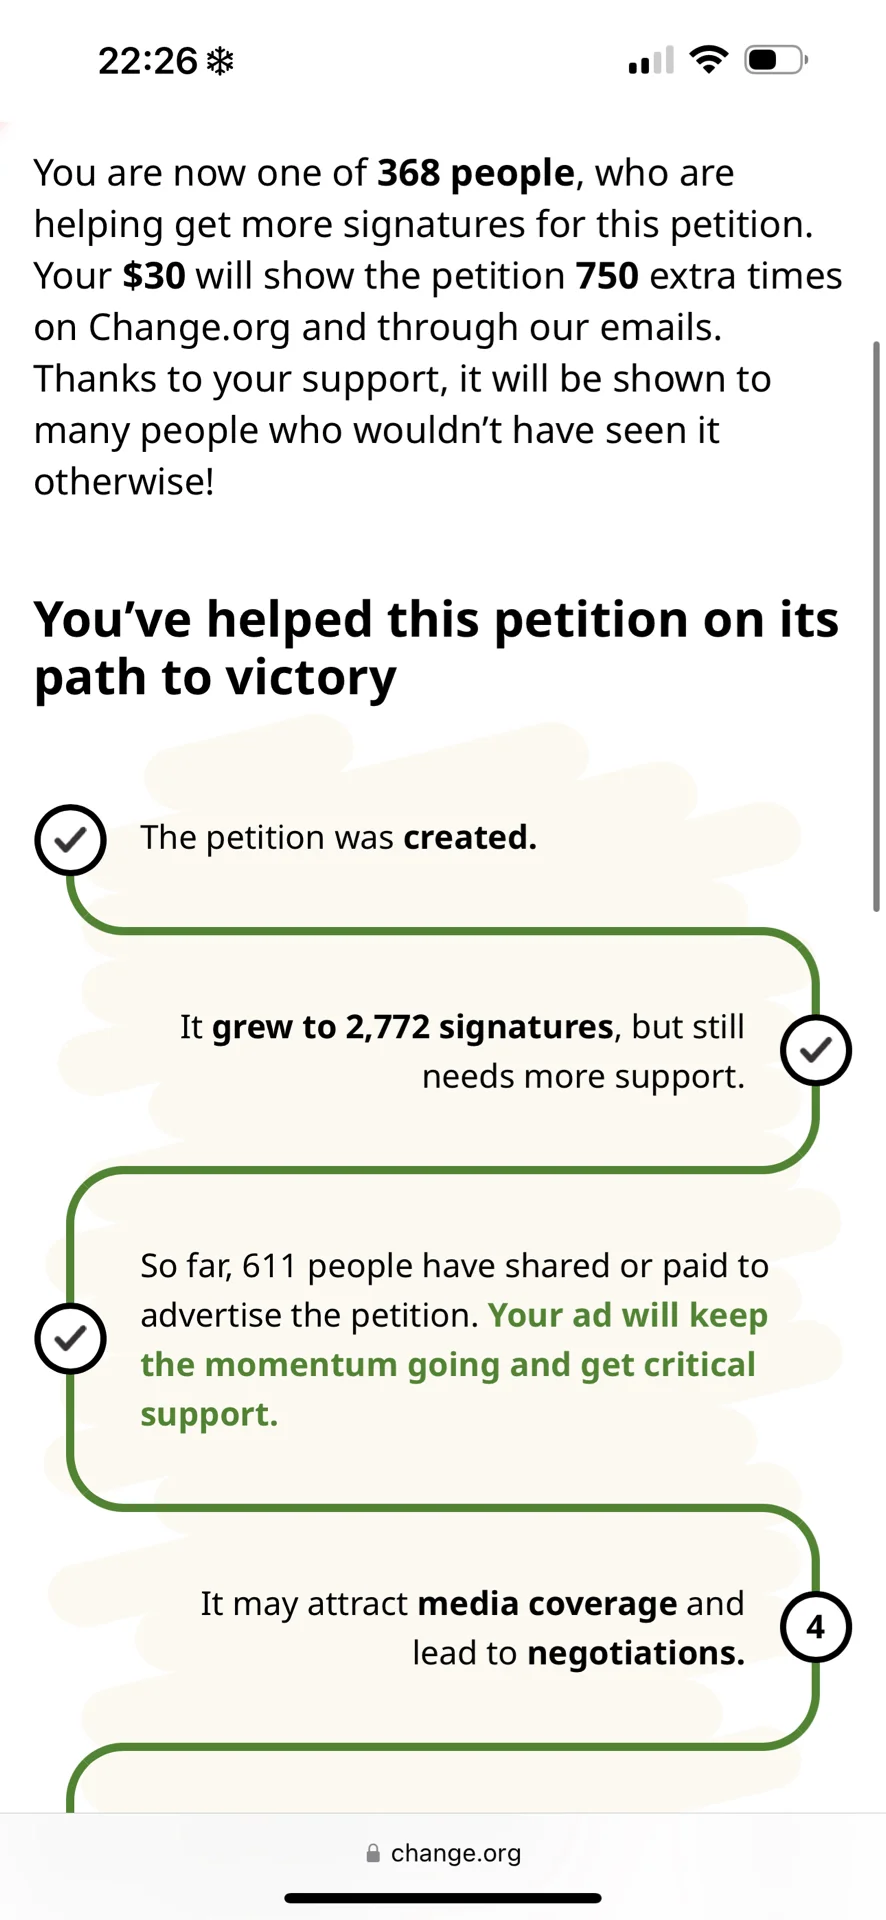 22:26
You are now one of 368 people, who are
helping get more signatures for this petition.
Your $30 will show the petition 750 extra times
on Change.org and through our emails.
Thanks to your support, it will be shown to
many people who wouldn’t have seen it
otherwise!
You’ve helped this petition on its
path to victory
The petition was created.
It grew to 2,772 signatures, but still
needs more support.
So far, 611 people have shared or paid to
advertise the petition. Your ad will keep
the momentum going and get critical
support.
It may attract media coverage and
lead to negotiations.
4
change.org